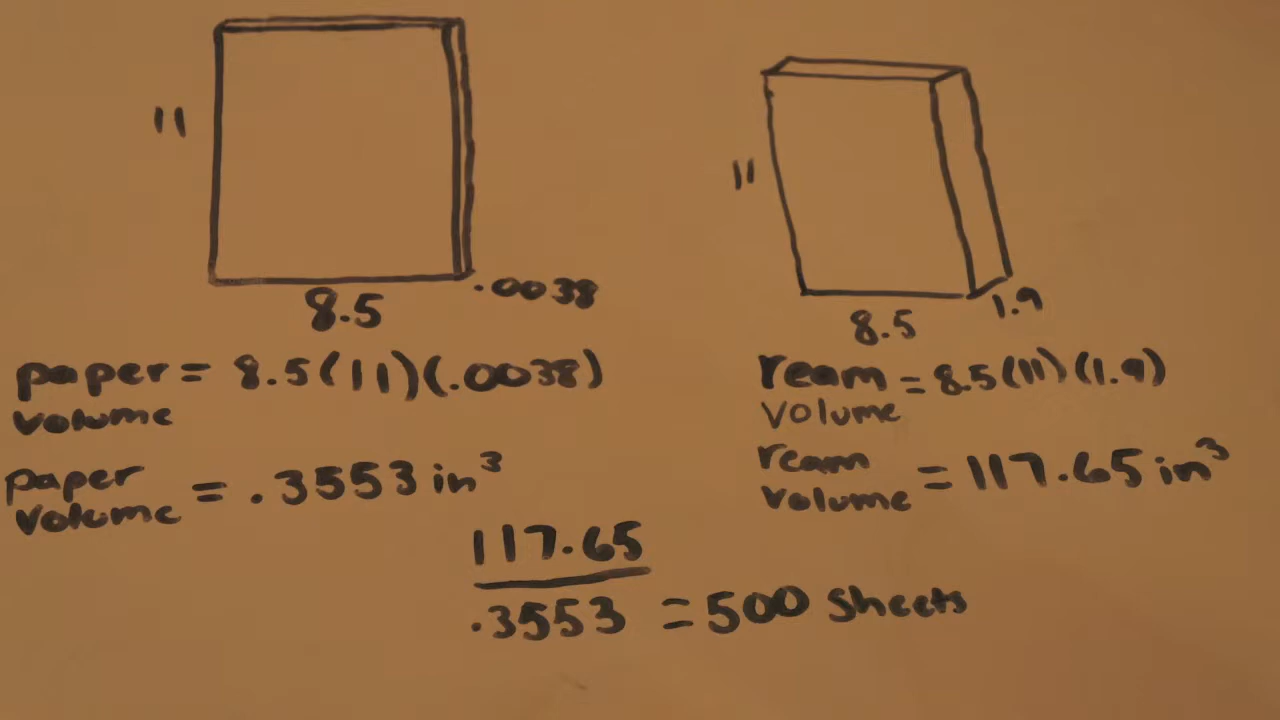 11
8.5
.0038
paper volume = 8.5(11)(.0038)
paper volume = .3553 in³
11
8.5
1.9
ream volume = 8.5(11)(1.9)
ream volume = 117.65 in³
117.65
.3553 = 500 sheets